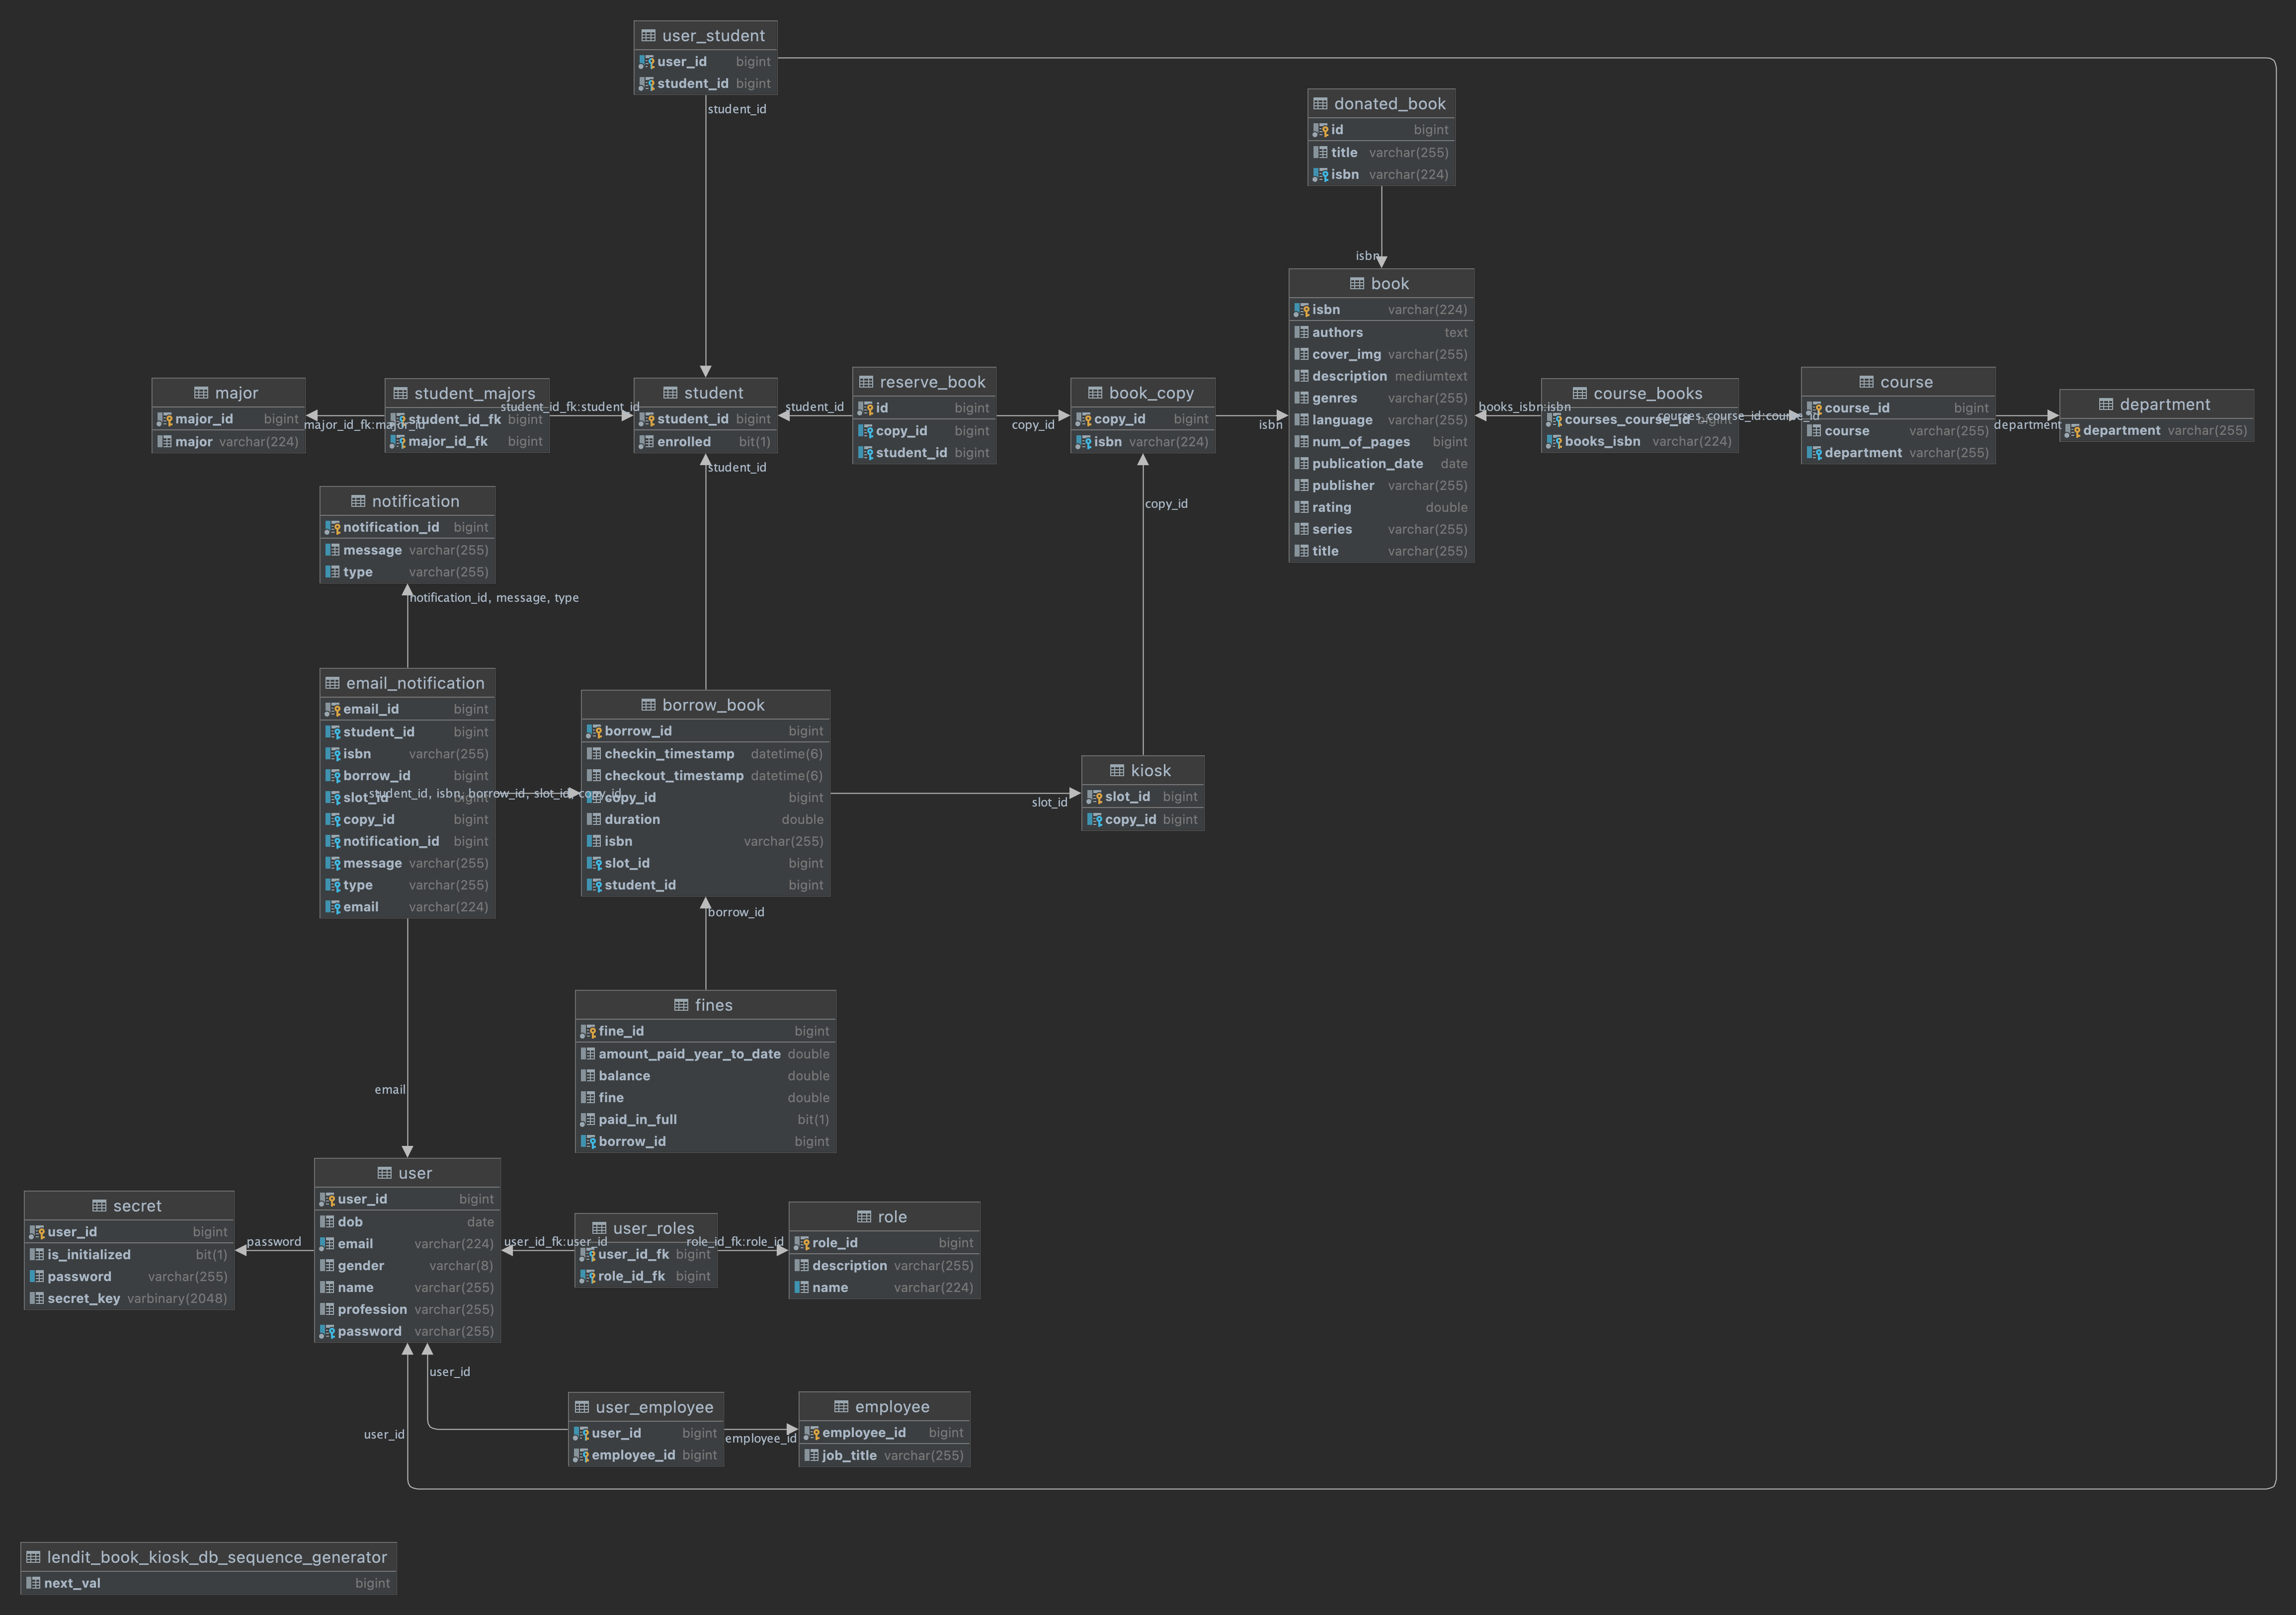 user_student
user_id bigint
student_id bigint
student_id
donated_book
id bigint
title varchar(255)
isbn varchar(224)
isbn
book
isbn varchar(224)
authors text
cover_img varchar(255)
description mediumtext
genres varchar(255)
language varchar(255)
num_of_pages bigint
publication_date date
publisher varchar(255)
rating double
series varchar(255)
title varchar(255)
major
major_id bigint
major varchar(224)
major_id_fk:major_id
student_majors
student_id_fk bigint
major_id_fk bigint
student_id_fk:student_id
student
student_id bigint
enrolled bit(1)
student_id
student_id
reserve_book
id bigint
copy_id bigint
student_id bigint
copy_id
book_copy
copy_id bigint
isbn varchar(224)
isbn
copy_id
books_isbn:isbn
course_books
courses_course_id bigint
books_isbn varchar(224)
courses_course_id:course_id
course
course_id bigint
course varchar(255)
department varchar(255)
department
department
department varchar(255)
notification
notification_id bigint
message varchar(255)
type varchar(255)
notification_id, message, type
email_notification
email_id bigint
student_id bigint
isbn varchar(255)
borrow_id bigint
slot_id bigint
copy_id bigint
notification_id bigint
message varchar(255)
type varchar(255)
email varchar(224)
student_id, isbn, borrow_id, slot_id, copy_id
borrow_book
borrow_id bigint
checkin_timestamp datetime(6)
checkout_timestamp datetime(6)
copy_id bigint
duration double
isbn varchar(255)
slot_id bigint
student_id bigint
slot_id
kiosk
slot_id bigint
copy_id bigint
borrow_id
fines
fine_id bigint
amount_paid_year_to_date double
balance double
fine double
paid_in_full bit(1)
borrow_id bigint
email
user
user_id bigint
dob date
email varchar(224)
gender varchar(8)
name varchar(255)
profession varchar(255)
password varchar(255)
secret
user_id bigint
is_initialized bit(1)
password varchar(255)
secret_key varbinary(2048)
password
user_id_fk:user_id
user_roles
user_id_fk bigint
role_id_fk bigint
role_id_fk:role_id
role
role_id bigint
description varchar(255)
name varchar(224)
user_id
user_id
user_employee
user_id bigint
employee_id bigint
employee_id
employee
employee_id bigint
job_title varchar(255)
lendit_book_kiosk_db_sequence_generator
next_val bigint